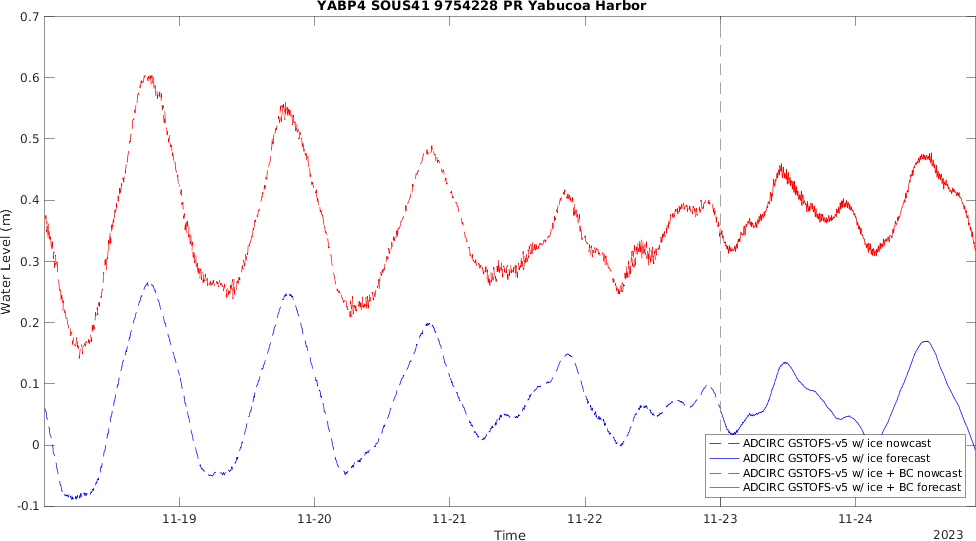 YABP4 SOUS41 9754228 PR Yabucoa Harbor
0.7
0.6
0.5
0.4
0.3
0.2
0.1
0
-0.1
Water Level (m)
11-19
11-20
11-21
11-22
11-23
11-24
Time
2023
ADCIRC GSTOFS-v5 w/ ice nowcast
ADCIRC GSTOFS-v5 w/ ice forecast
ADCIRC GSTOFS-v5 w/ ice + BC nowcast
ADCIRC GSTOFS-v5 w/ ice + BC forecast